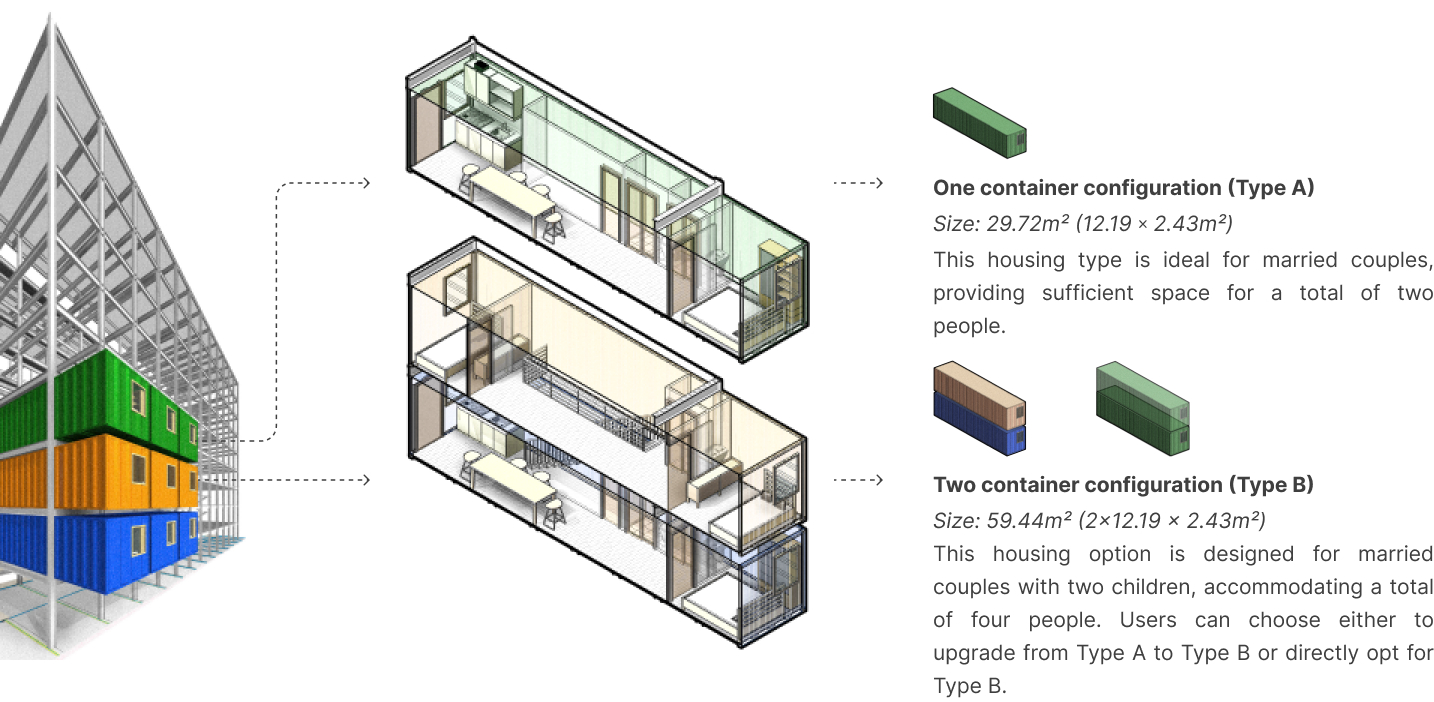 One container configuration (Type A)
Size: 29.72m² (12.19 × 2.43m²)
This housing type is ideal for married couples,
providing sufficient space for a total of two
people.
Two container configuration (Type B)
Size: 59.44m² (2×12.19 × 2.43m²)
This housing option is designed for married
couples with two children, accommodating a total
of four people. Users can choose either to
upgrade from Type A to Type B or directly opt for
Type B.